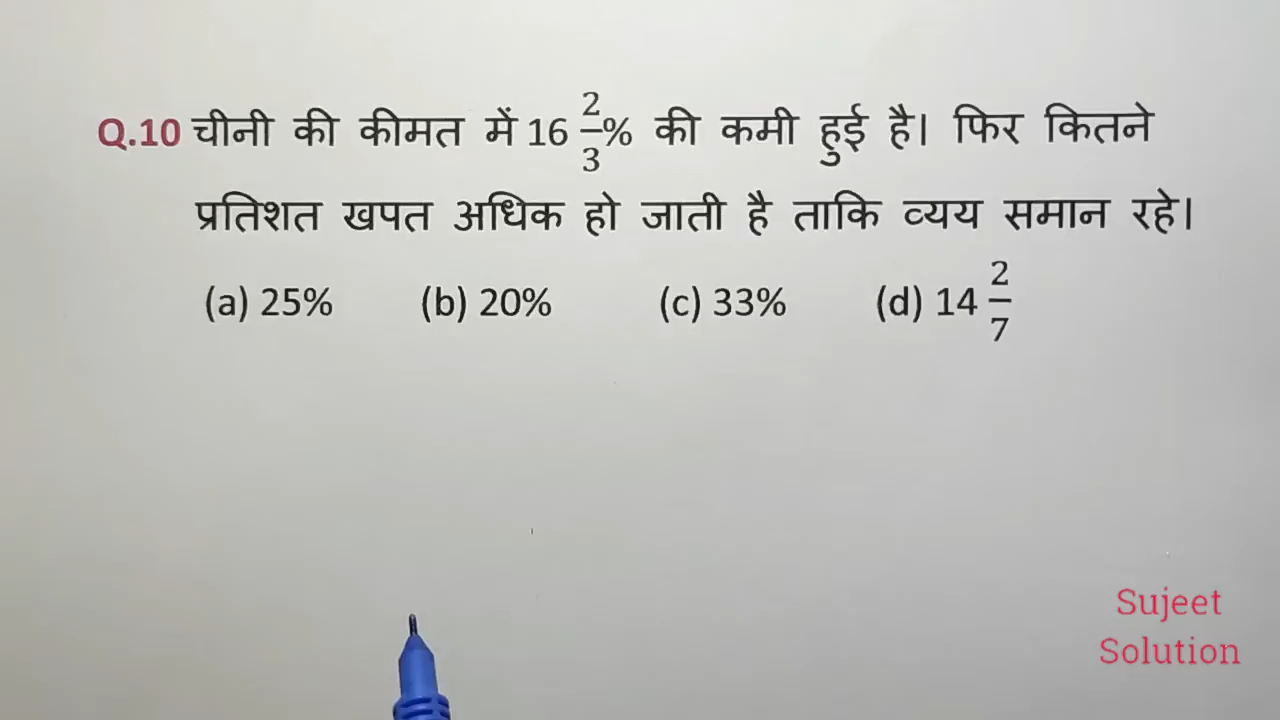 Q.10 चीनी की कीमत में 16 2/3% की कमी हुई है। फिर कितने
प्रतिशत खपत अधिक हो जाती है ताकि व्यय समान रहे।
(a) 25% (b) 20% (c) 33% (d) 14 2/7
Sujeet
Solution